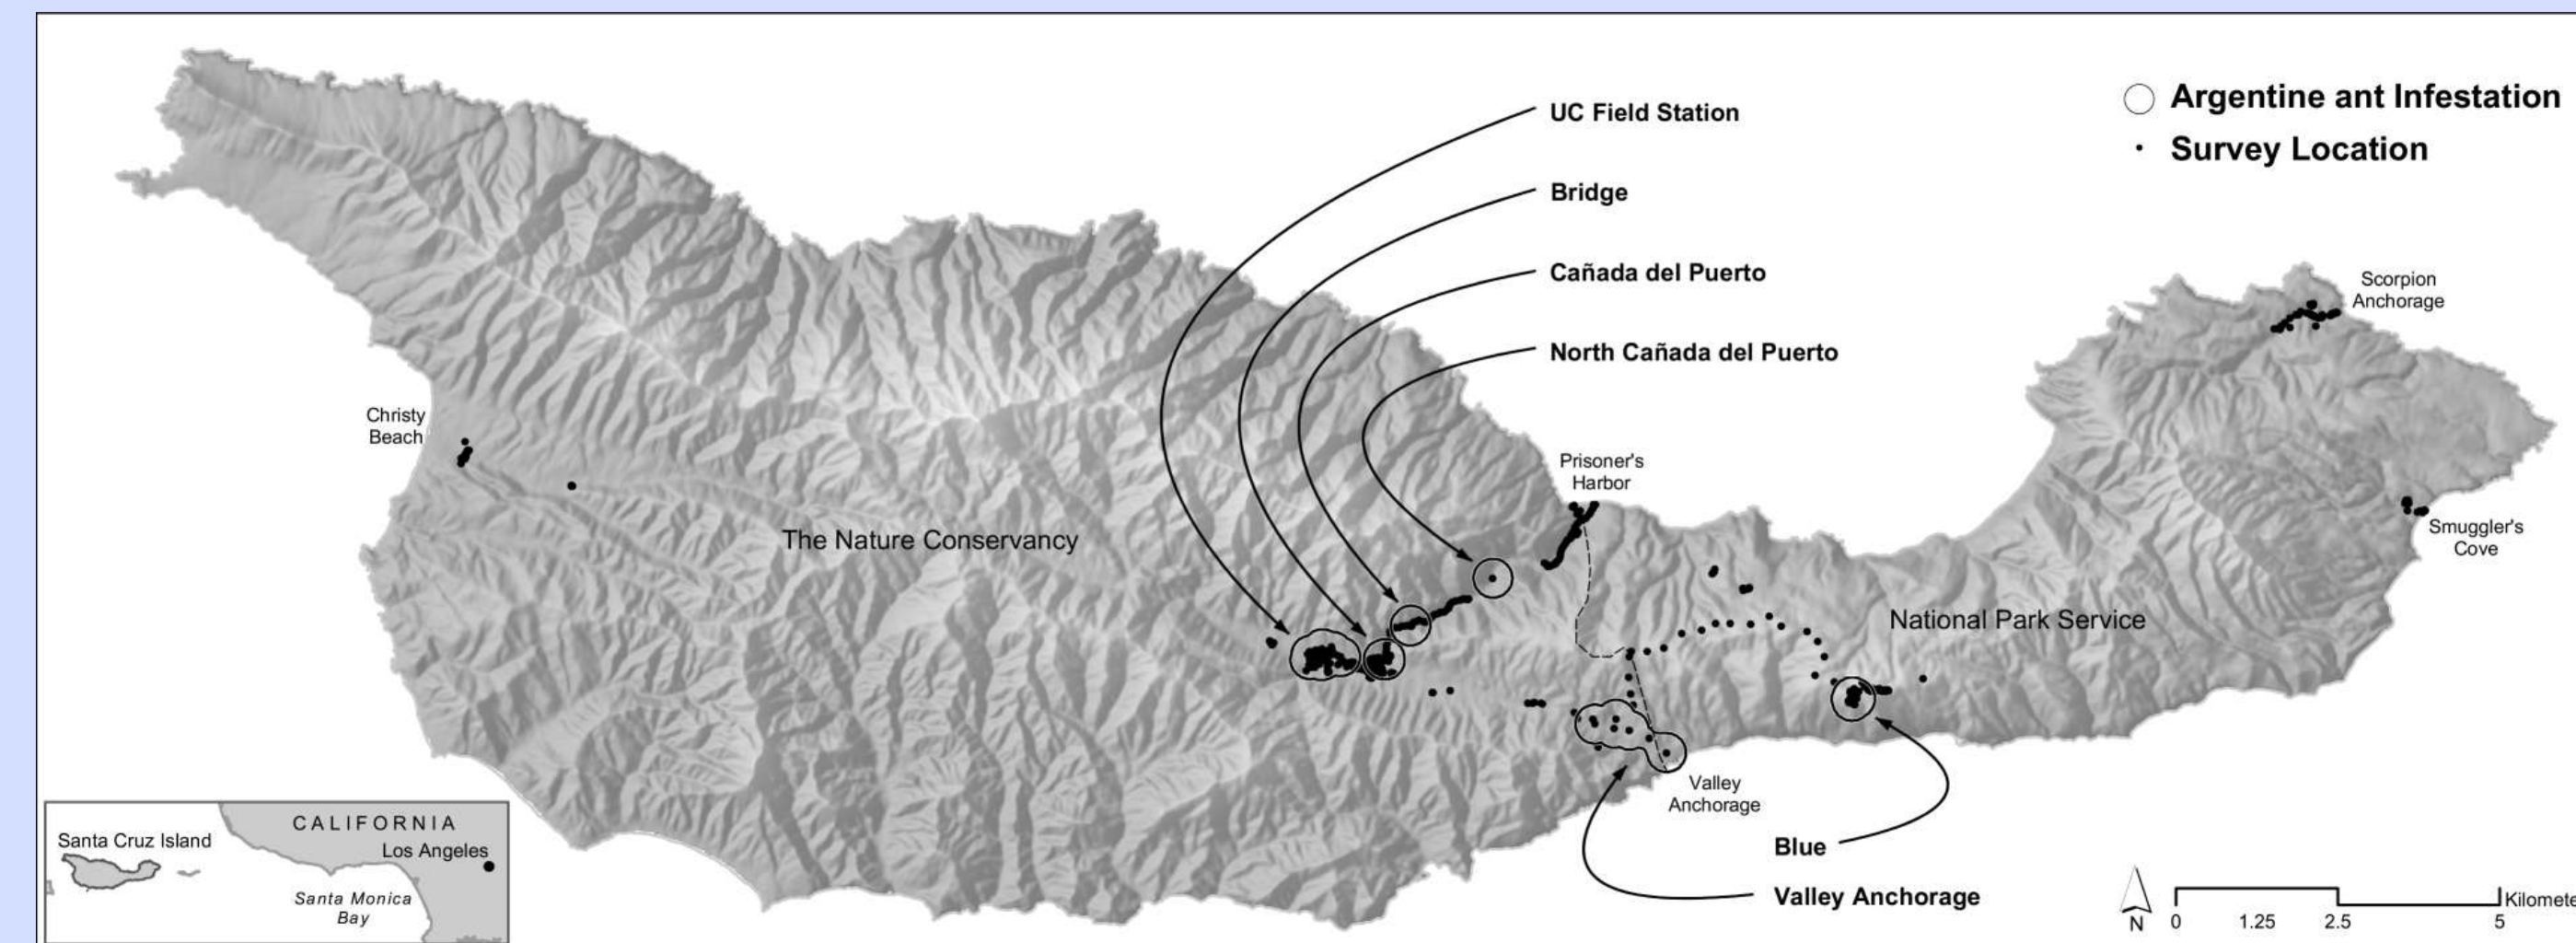 UC Field Station
Bridge
Cañada del Puerto
North Cañada del Puerto
Argentine ant Infestation
Survey Location
Scorpion
Anchorage
Christy
Beach
Prisoner's
Harbor
The Nature Conservancy
Smuggler's
Cove
National Park Service
Valley
Anchorage
Blue
Valley Anchorage
CALIFORNIA
Santa Cruz Island
Los Angeles
Santa Monica
Bay
N
0 1.25 2.5 5
Kilomete